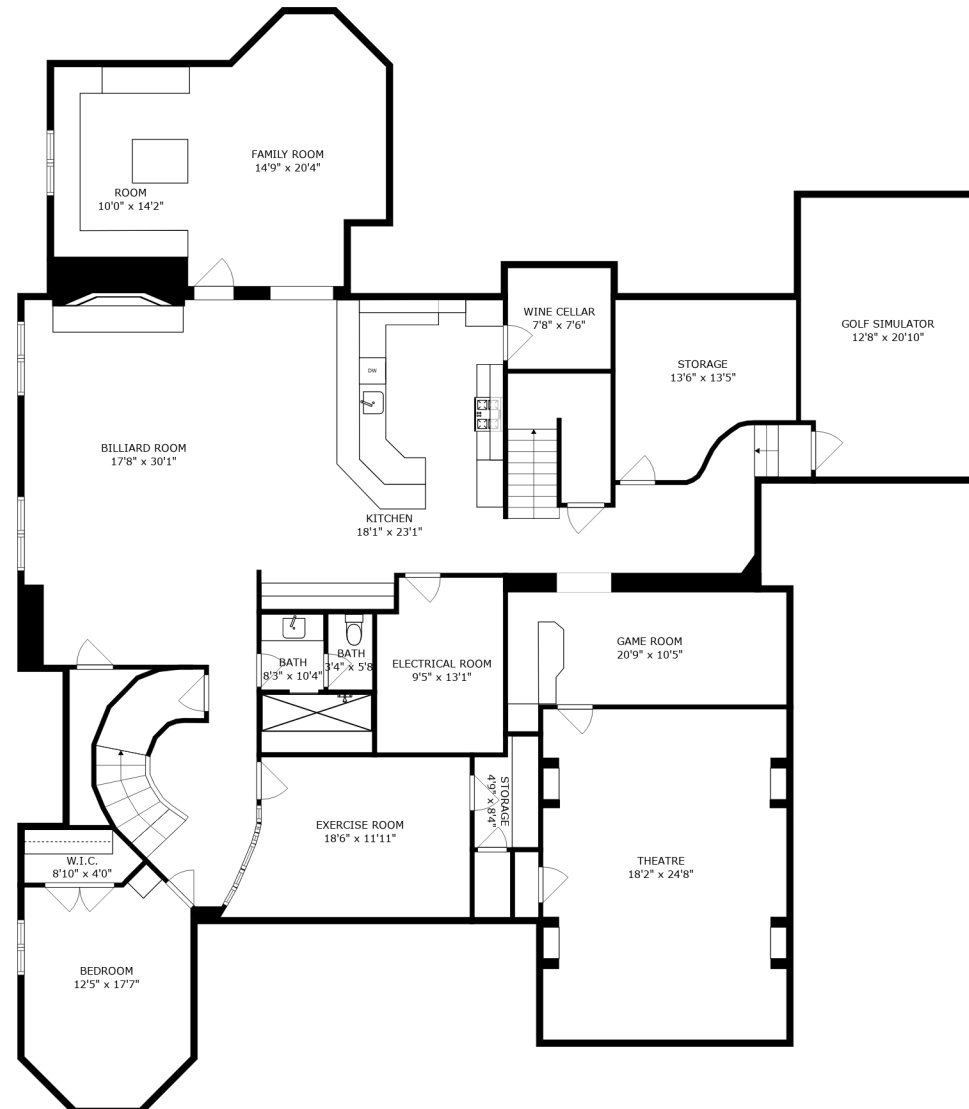 FAMILY ROOM
14'9" x 20'4"
ROOM
10'0" x 14'2"
WINE CELLAR
7'8" x 7'6"
GOLF SIMULATOR
12'8" x 20'10"
STORAGE
13'6" x 13'5"
DW
BILLIARD ROOM
17'8" x 30'1"
KITCHEN
18'1" x 23'1"
GAME ROOM
20'9" x 10'5"
BATH
3'4" x 5'8
BATH
8'3" x 10'4"
ELECTRICAL ROOM
9'5" x 13'1"
STORAGE
4'9" x 8'4"
EXERCISE ROOM
18'6" x 11'11"
W.I.C.
8'10" x 4'0"
THEATRE
18'2" x 24'8"
BEDROOM
12'5" x 17'7"